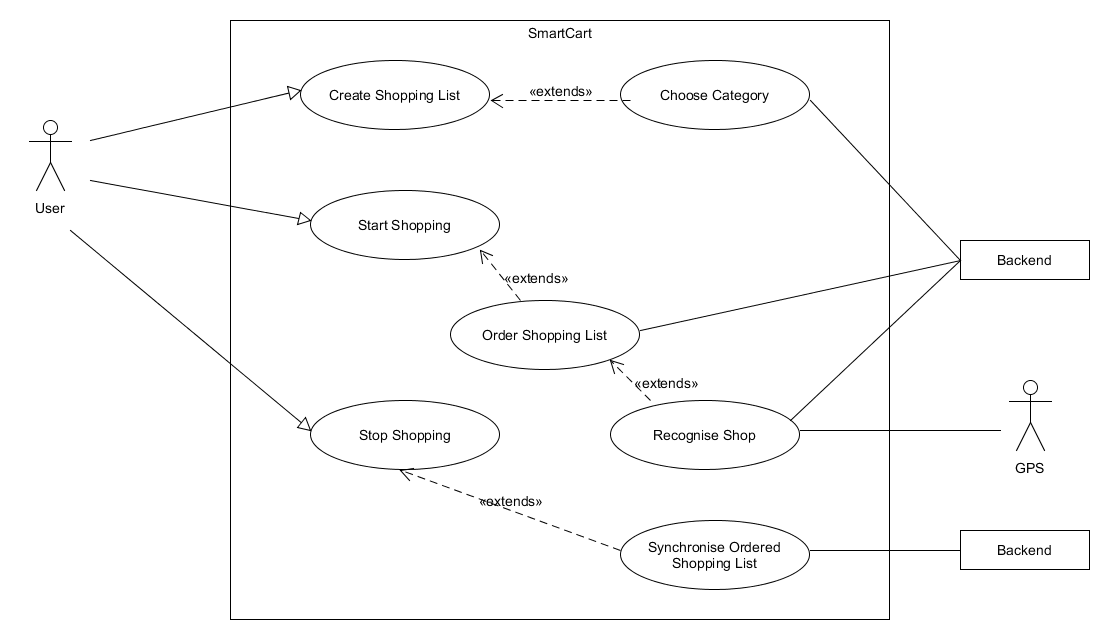 SmartCart
Create Shopping List
«extends»
Choose Category
User
Start Shopping
«extends»
Backend
Order Shopping List
«extends»
Stop Shopping
Recognise Shop
GPS
«extends»
Synchronise Ordered
Shopping List
Backend